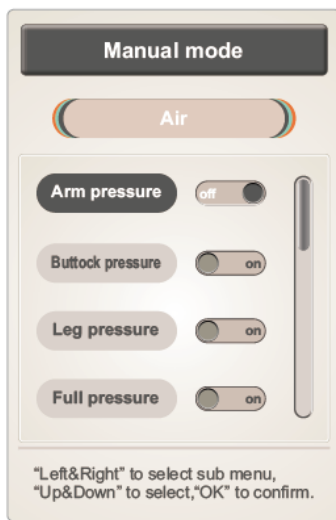 Manual mode
Air
Arm pressure off
Buttock pressure on
Leg pressure on
Full pressure on
“Left&Right” to select sub menu,
“Up&Down” to select,“OK” to confirm.